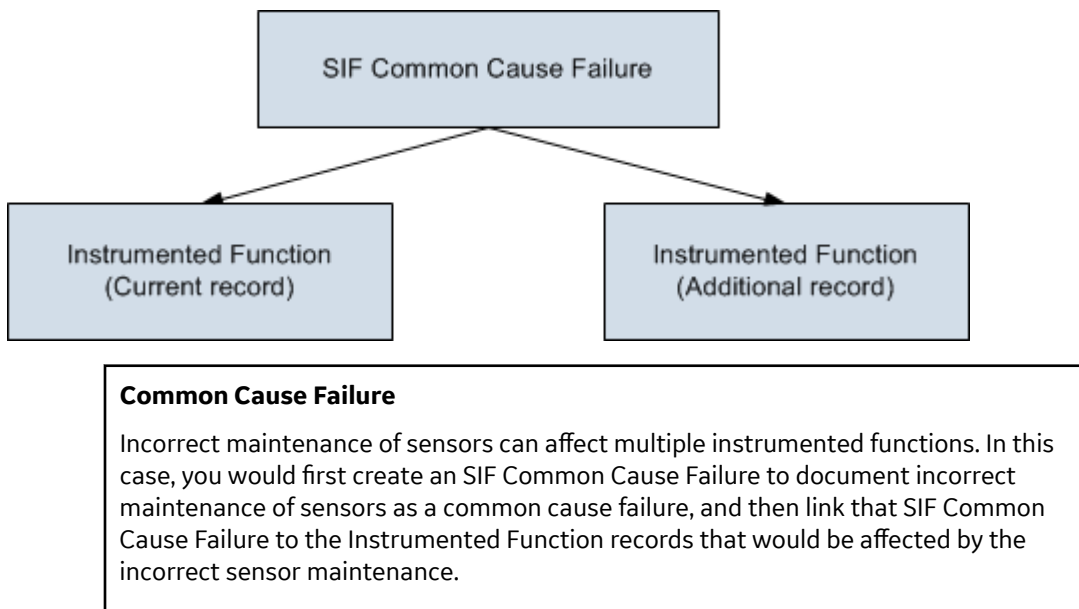 SIF Common Cause Failure
Instrumented Function
(Current record)
Instrumented Function
(Additional record)
Common Cause Failure
Incorrect maintenance of sensors can affect multiple instrumented functions. In this
case, you would first create an SIF Common Cause Failure to document incorrect
maintenance of sensors as a common cause failure, and then link that SIF Common
Cause Failure to the Instrumented Function records that would be affected by the
incorrect sensor maintenance.